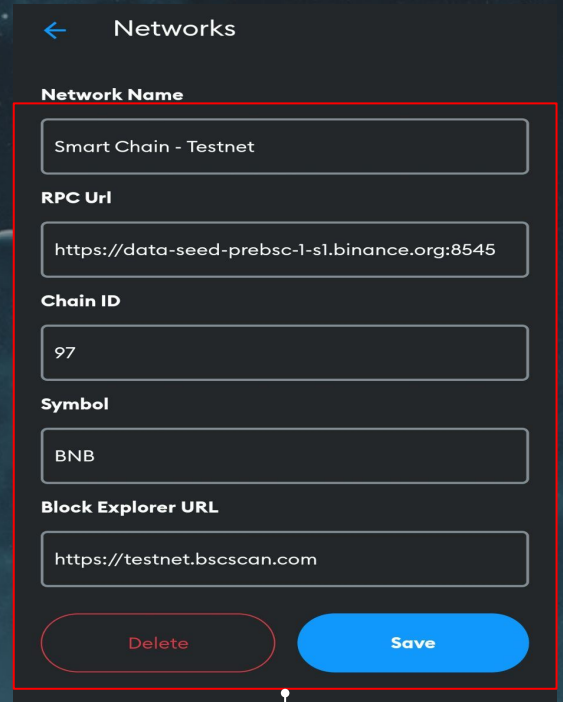 Networks
Network Name
Smart Chain - Testnet
RPC Url
https://data-seed-prebsc-1-s1.binance.org:8545
Chain ID
97
Symbol
BNB
Block Explorer URL
https://testnet.bscscan.com
Delete
Save